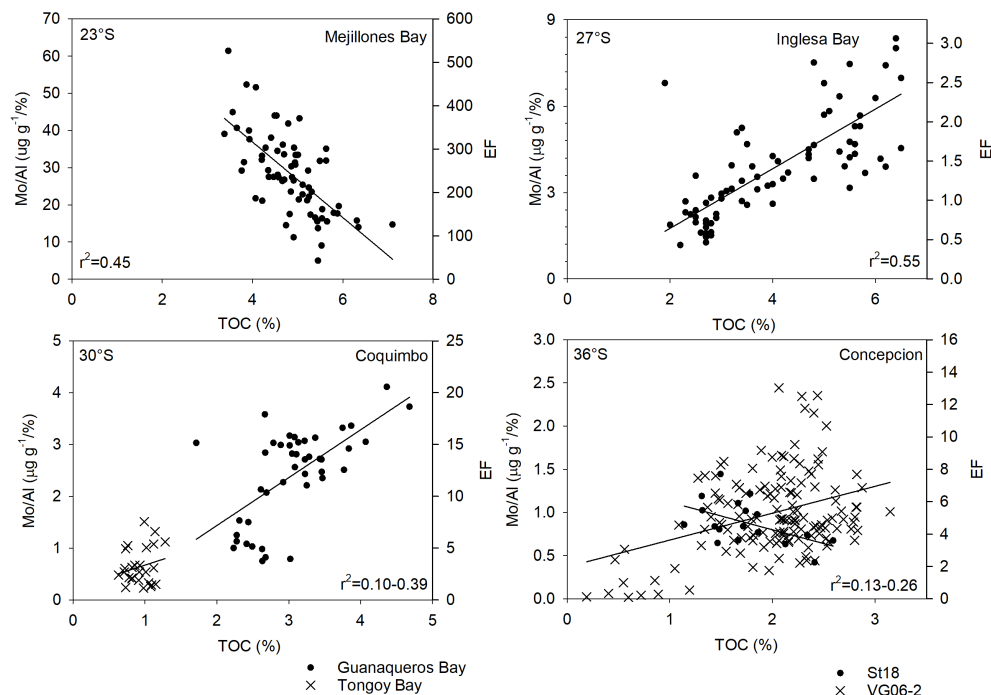 23°S
Mejillones Bay
Mo/Al (µg g⁻¹/%)
70
60
50
40
30
20
10
0
EF
600
500
400
300
200
100
0
r²=0.45
0 2 4 6 8
TOC (%)
27°S
Inglesa Bay
Mo/Al (ug g⁻¹/%)
9
6
3
0
EF
3.0
2.5
2.0
1.5
1.0
0.5
0.0
r²=0.55
0 1 2 3 4 5 6
TOC (%)
30°S
Coquimbo
Mo/Al (µg g⁻¹/%)
5
4
3
2
1
0
EF
25
20
15
10
5
0
r²=0.10-0.39
0 1 2 3 4 5
TOC (%)
Guanaqueros Bay
Tongoy Bay
36°S
Concepcion
Mo/Al (µg g⁻¹/%)
3.0
2.5
2.0
1.5
1.0
0.5
0.0
EF
16
14
12
10
8
6
4
2
0
r²=0.13-0.26
0 1 2 3
TOC (%)
St18
VG06-2